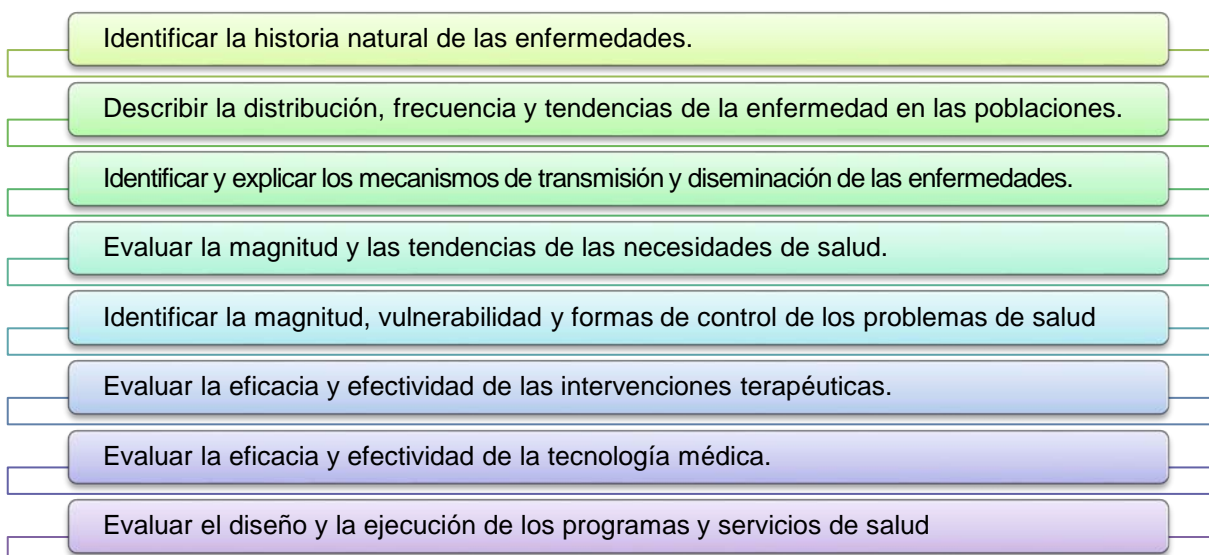 Identificar la historia natural de las enfermedades.
Describir la distribución, frecuencia y tendencias de la enfermedad en las poblaciones.
Identificar y explicar los mecanismos de transmisión y diseminación de las enfermedades.
Evaluar la magnitud y las tendencias de las necesidades de salud.
Identificar la magnitud, vulnerabilidad y formas de control de los problemas de salud
Evaluar la eficacia y efectividad de las intervenciones terapéuticas.
Evaluar la eficacia y efectividad de la tecnología médica.
Evaluar el diseño y la ejecución de los programas y servicios de salud